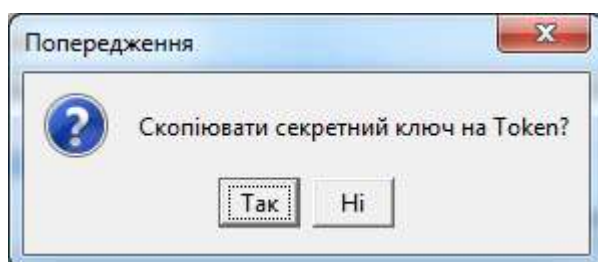 Попередження
Скопіювати секретний ключ на Token?
Так
Ні